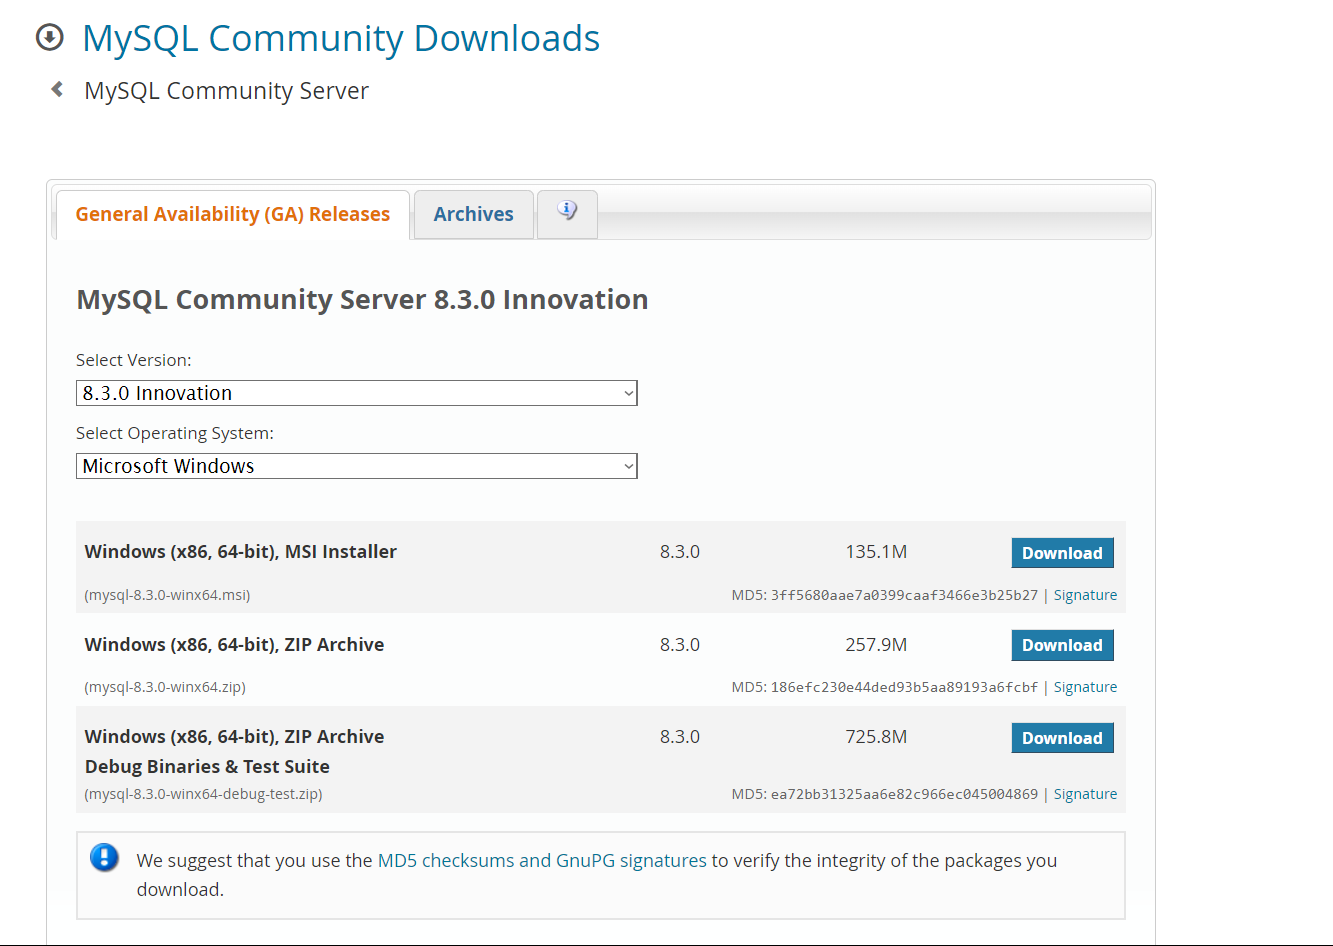 MySQL Community Downloads
MySQL Community Server
General Availability (GA) Releases Archives
MySQL Community Server 8.3.0 Innovation
Select Version:
8.3.0 Innovation
Select Operating System:
Microsoft Windows
Windows (x86, 64-bit), MSI Installer 8.3.0 135.1M Download
(mysql-8.3.0-winx64.msi) MD5: 3ff5680aae7a0399caaf3466e3b25b27 | Signature
Windows (x86, 64-bit), ZIP Archive 8.3.0 257.9M Download
(mysql-8.3.0-winx64.zip) MD5: 186efc230e44ded93b5aa89193a6fcbf | Signature
Windows (x86, 64-bit), ZIP Archive 8.3.0 725.8M Download
Debug Binaries & Test Suite
(mysql-8.3.0-winx64-debug-test.zip) MD5: ea72bb31325aa6e82c966ec045004869 | Signature
We suggest that you use the MD5 checksums and GnuPG signatures to verify the integrity of the packages you
download.